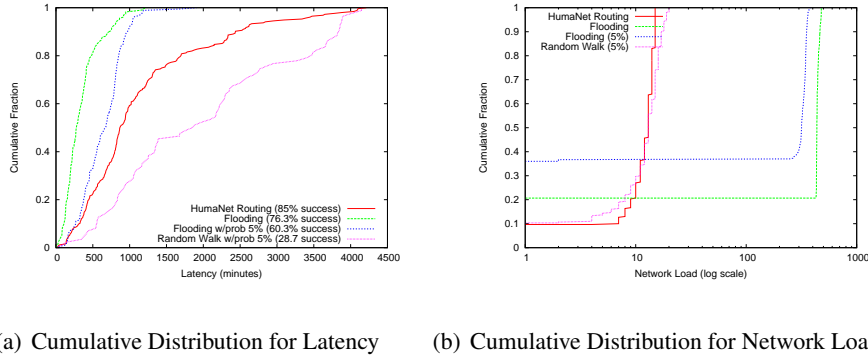 1
0.8
0.6
0.4
0.2
0
Cumulative Fraction
HumaNet Routing (85% success)
Flooding (76.3% success)
Flooding w/prob 5% (60.3% success)
Random Walk w/prob 5% (28.7 success)
0 500 1000 1500 2000 2500 3000 3500 4000 4500
Latency (minutes)
HumaNet Routing
Flooding
Flooding (5%)
Random Walk (5%)
0.9
0.8
0.7
0.6
0.5
0.4
0.3
0.2
0.1
0
Cumulative Fraction
1 10 100 1000
Network Load (log scale)
(a) Cumulative Distribution for Latency
(b) Cumulative Distribution for Network Loa